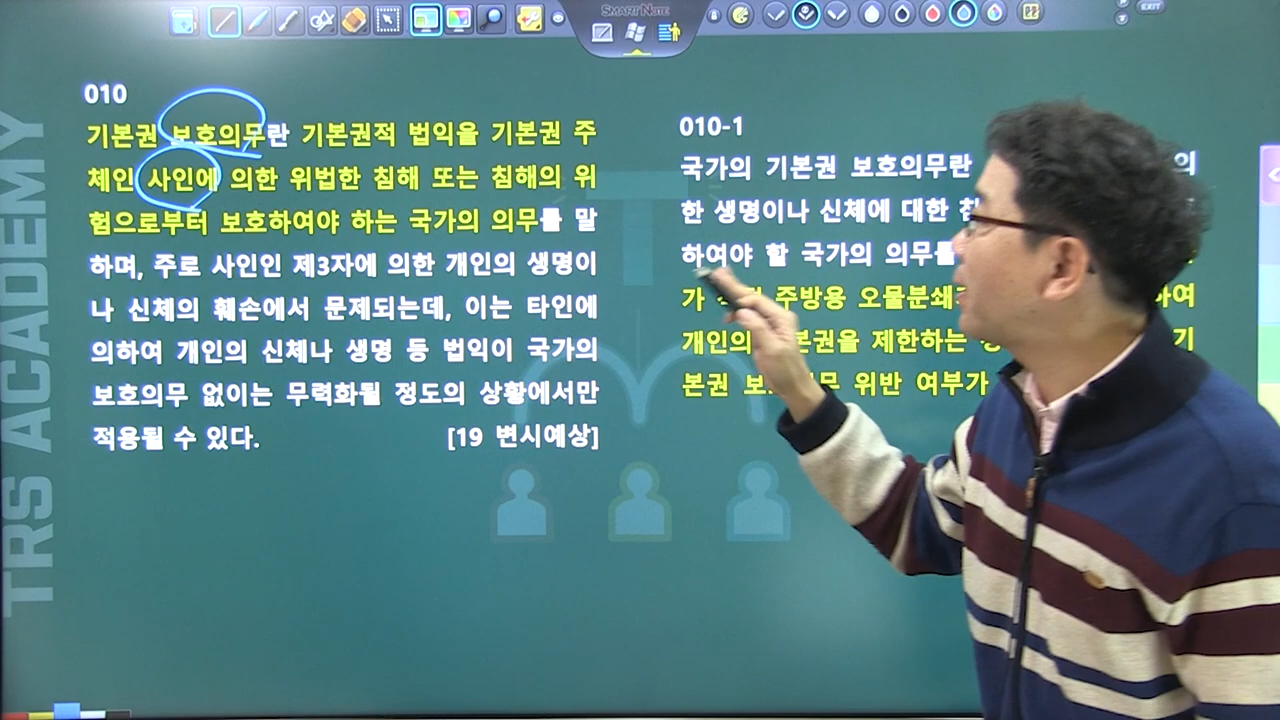 SMART NOTE
EXIT
TRS ACADEMY
010
기본권 보호의무란 기본권적 법익을 기본권 주
체인 사인에 의한 위법한 침해 또는 침해의 위
험으로부터 보호하여야 하는 국가의 의무를 말
하며, 주로 사인인 제3자에 의한 개인의 생명이
나 신체의 훼손에서 문제되는데, 이는 타인에
의하여 개인의 신체나 생명 등 법익이 국가의
보호의무 없이는 무력화될 정도의 상황에서만
적용될 수 있다. [19 변시예상]
010-1
국가의 기본권 보호의무란 의
한 생명이나 신체에 대한
하여야 할 국가의 의무를
가 주방용 하여
개인의 제한하는 기
본권 위반 여부가